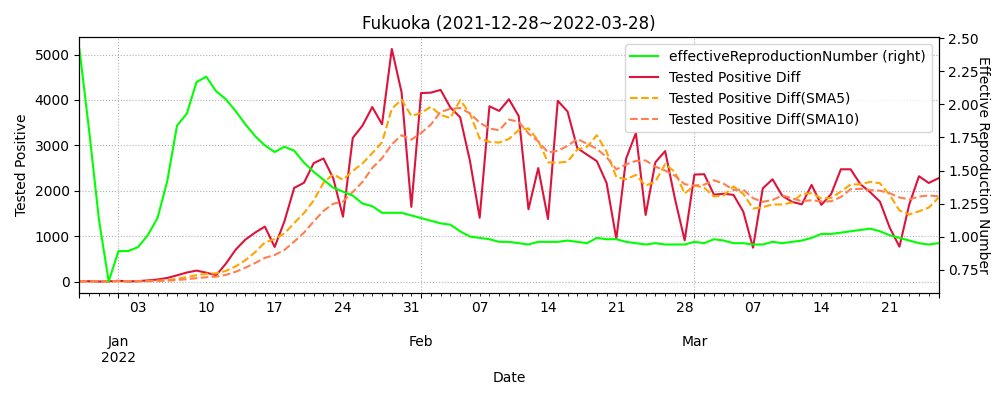 Fukuoka (2021-12-28~2022-03-28)
effectiveReproductionNumber (right)
Tested Positive Diff
Tested Positive Diff(SMA5)
Tested Positive Diff(SMA10)
Tested Positive
5000
4000
3000
2000
1000
0
2.50
2.25
2.00
1.75
1.50
1.25
1.00
0.75
Effective Reproduction Number
03 10 17 24 31 07 14 21 28 07 14 21
Jan Feb Mar
2022
Date